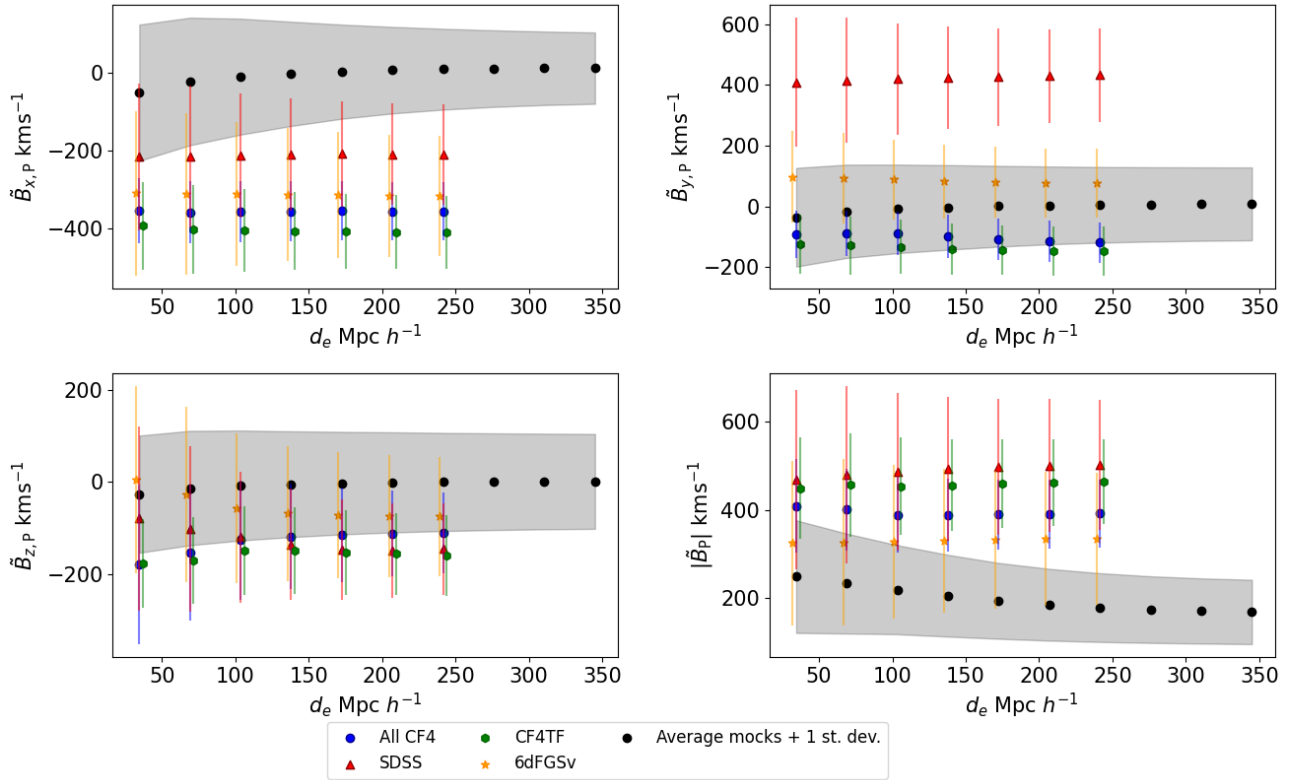 0
−200
−400
B̃x,P kms⁻¹
50 100 150 200 250 300 350
de Mpc h⁻¹
600
400
200
0
−200
B̃y,P kms⁻¹
50 100 150 200 250 300 350
de Mpc h⁻¹
200
0
−200
B̃z,P kms⁻¹
50 100 150 200 250 300 350
de Mpc h⁻¹
600
400
200
|B̃P| kms⁻¹
50 100 150 200 250 300 350
de Mpc h⁻¹
All CF4 CF4TF Average mocks + 1 st. dev.
SDSS 6dFGSv